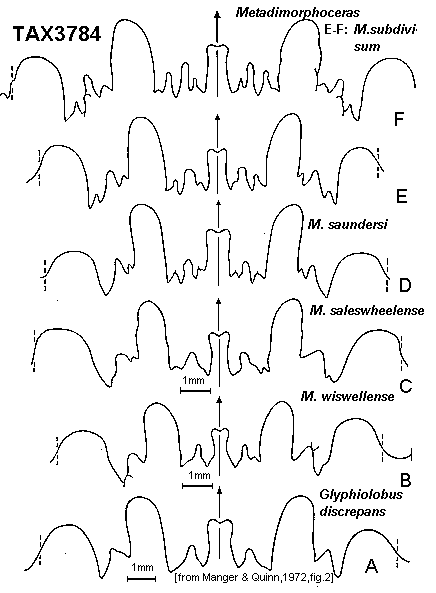 TAX3784
Metadimorphoceras
E-F: M.subdivi-
sum
F
E
M. saundersi
D
M. saleswheelense
1mm
C
M. wiswellense
1mm
B
Glyphiolobus
discrepans
1mm
A
[from Manger & Quinn,1972,fig.2]